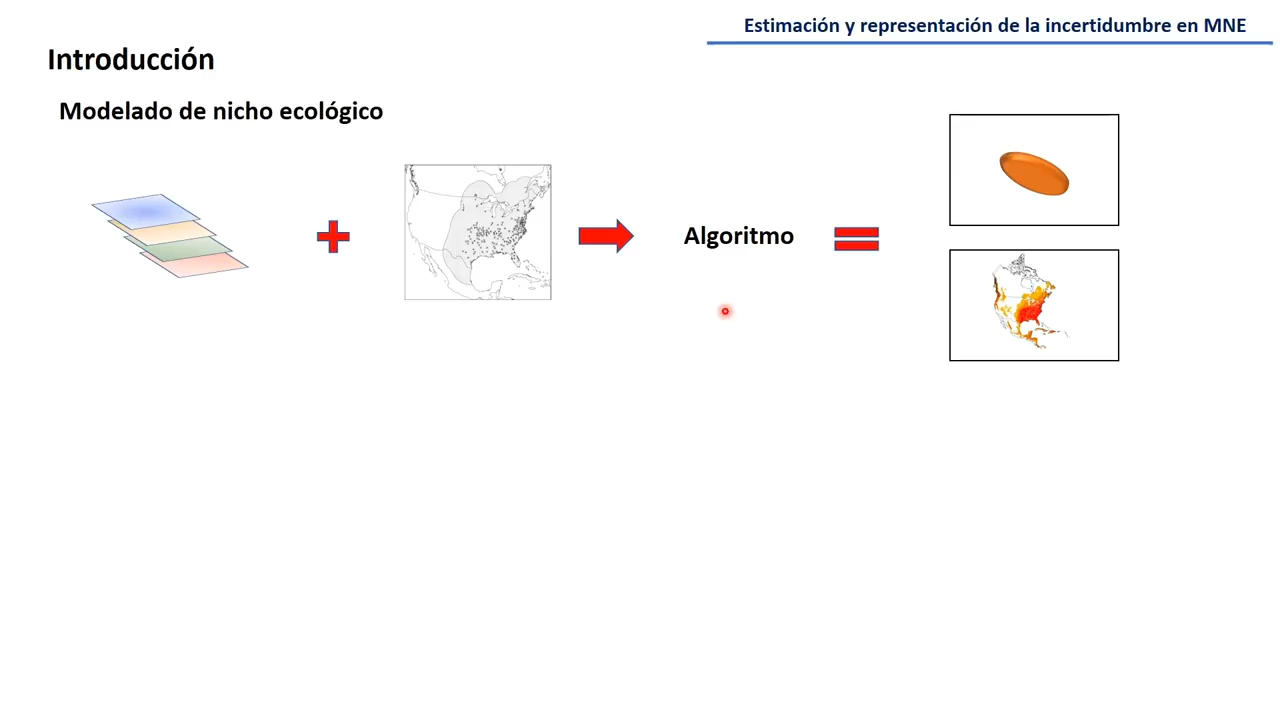 Estimación y representación de la incertidumbre en MNE
Introducción
Modelado de nicho ecológico
Algoritmo